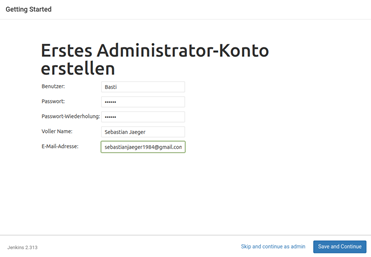 Getting Started
Erstes Administrator-Konto
erstellen
Benutzer: Basti
Passwort: ••••••
Passwort-Wiederholung: ••••••
Voller Name: Sebastian Jaeger
E-Mail-Adresse: sebastianjaeger1984@gmail.com
Jenkins 2.313 Skip and continue as admin Save and Continue